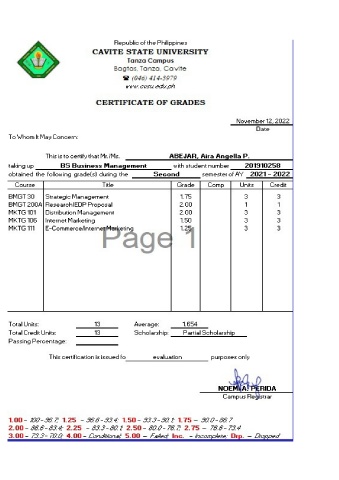 Republic of the Philippines
CAVITE STATE UNIVERSITY
Tanza Campus
Bagtas, Tanza, Cavite
☎ (046) 414-3979
www.cvsu.edu.ph
CERTIFICATE OF GRADES
November 12, 2022
Date
To Whom It May Concern:
This is to certify that Mr./Ms. ABEJAR, Aira Angella P.
taking up BS Business Management with student number 201910258
obtained the following grade(s) during the Second semester of AY 2021 - 2022
Course Title Grade Comp Units Credit
BMGT 30 Strategic Management 1.75 3 3
BMGT 200A Research/EDP Proposal 2.00 1 1
MKTG 101 Distribution Management 2.00 3 3
MKTG 106 Internet Marketing 1.50 3 3
MKTG 111 E-Commerce/Internet Marketing 1.25 3 3
Page 1
Total Units: 13 Average: 1.654
Total Credit Units: 13 Scholarship: Partial Scholarship
Passing Percentage:
This certification is issued to evaluation purposes only.
NOEMI A. PERIDA
Campus Registrar
1.00 - 100 - 96.7; 1.25 - 96.6 - 93.4; 1.50 - 93.3 - 90.1; 1.75 - 90.0 - 86.7
2.00 - 86.6 - 83.4; 2.25 - 83.3 - 80.1; 2.50 - 80.0 - 76.7; 2.75 - 76.6 - 73.4
3.00 - 73.3 - 70.0; 4.00 - Conditional; 5.00 - Failed; Inc. - Incomplete; Drp. - Dropped